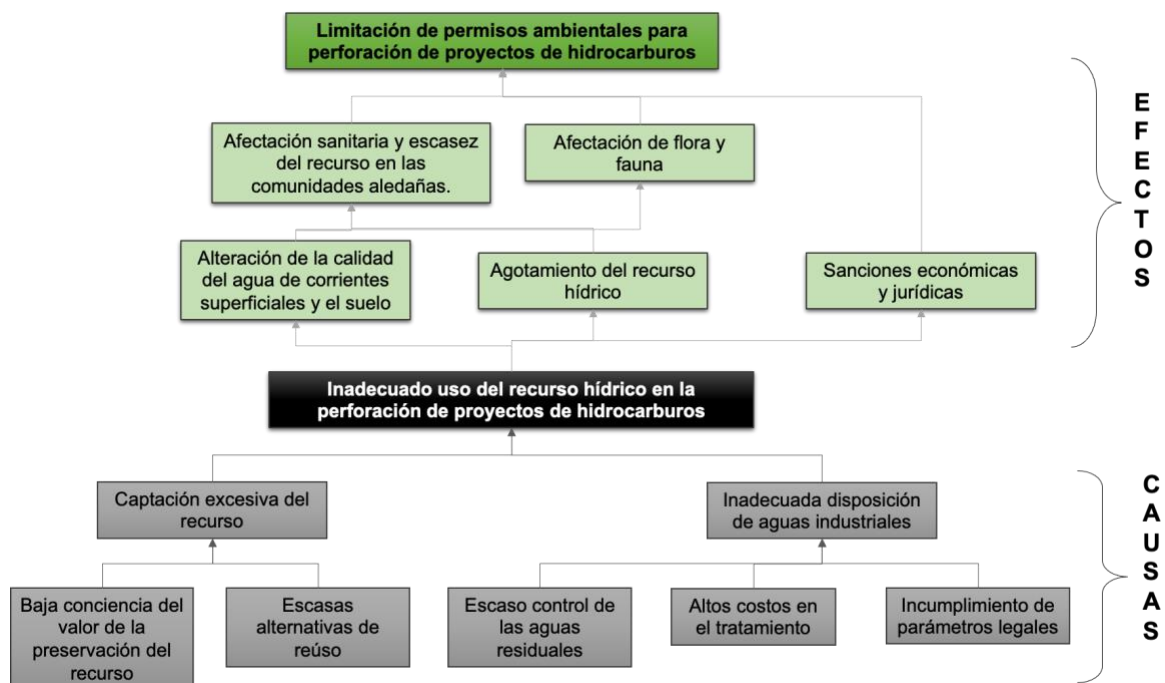 Limitación de permisos ambientales para
perforación de proyectos de hidrocarburos
Afectación sanitaria y escasez
del recurso en las
comunidades aledañas.
Afectación de flora y
fauna
Alteración de la calidad
del agua de corrientes
superficiales y el suelo
Agotamiento del recurso
hídrico
Sanciones económicas
y jurídicas
E
F
E
C
T
O
S
Inadecuado uso del recurso hídrico en la
perforación de proyectos de hidrocarburos
Captación excesiva del
recurso
Inadecuada disposición
de aguas industriales
Baja conciencia del
valor de la
preservación del
recurso
Escasas
alternativas de
reúso
Escaso control de
las aguas
residuales
Altos costos en
el tratamiento
Incumplimiento de
parámetros legales
C
A
U
S
A
S